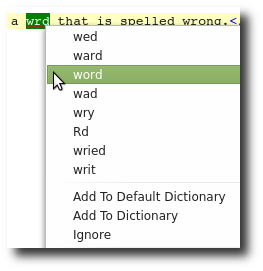 a wrd that is spelled wrong.<
wed
ward
word
wad
wry
Rd
wried
writ
Add To Default Dictionary
Add To Dictionary
Ignore